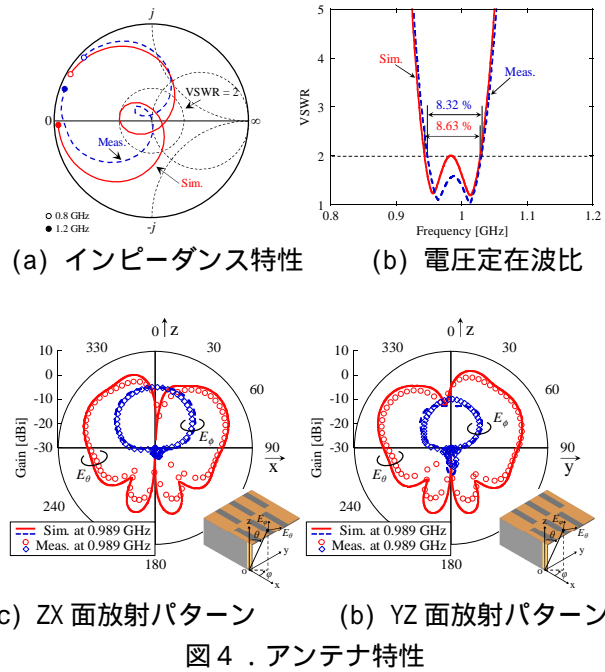 j
0
∞
-j
VSWR = 2
Meas.
Sim.
0.8 GHz
1.2 GHz
(a) インピーダンス特性
5
4
3
2
1
VSWR
0.8 0.9 1 1.1 1.2
Frequency [GHz]
Sim.
Meas.
8.32 %
8.63 %
(b) 電圧定在波比
0 z
330 30
60
90
x
240
180
10
0
-10
-20
-30
Gain [dBi]
Eθ
Eϕ
Sim. at 0.989 GHz
Meas. at 0.989 GHz
z
Eφ
Eθ
θ
y
o
φ
x
c) ZX 面放射パターン
0 z
330 30
60
90
y
240
180
10
0
-10
-20
-30
Gain [dBi]
Eθ
Eϕ
Sim. at 0.989 GHz
Meas. at 0.989 GHz
z
Eφ
Eθ
θ
y
o
φ
x
(b) YZ 面放射パターン
図４．アンテナ特性